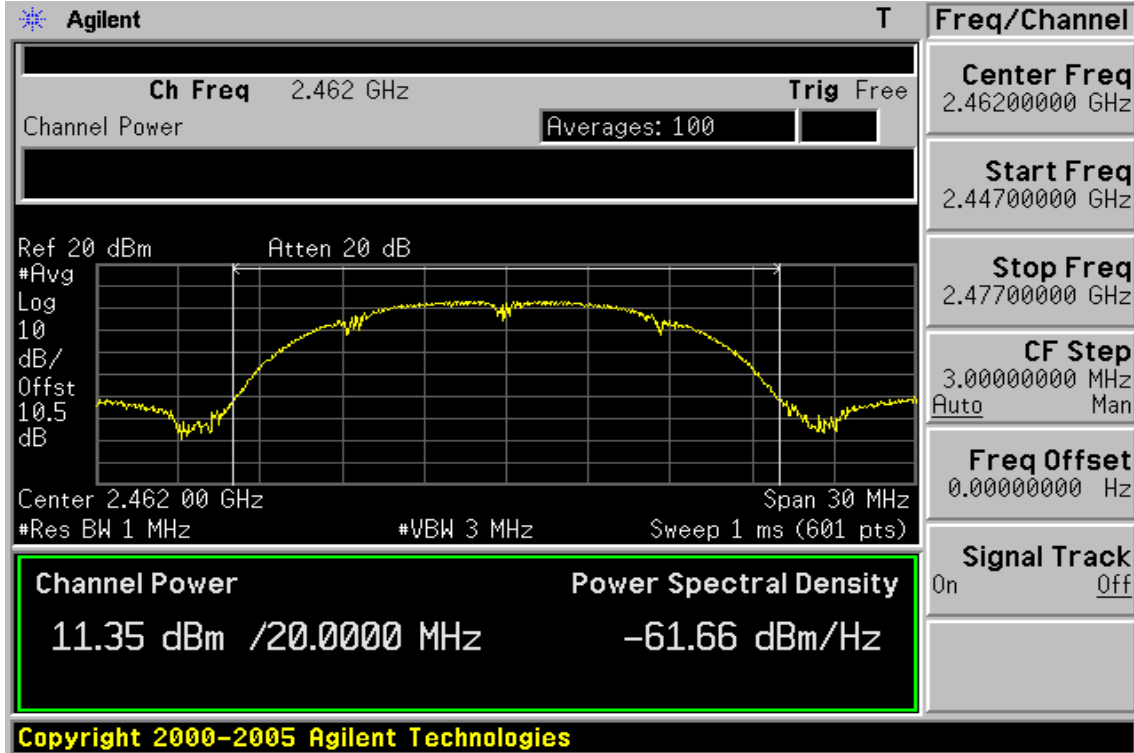 Agilent T Freq/Channel
Ch Freq 2.462 GHz Trig Free
Channel Power Averages: 100
Ref 20 dBm Atten 20 dB
#Avg
Log
10
dB/
Offst
10.5
dB
Center 2.462 00 GHz Span 30 MHz
#Res BW 1 MHz #VBW 3 MHz Sweep 1 ms (601 pts)
Channel Power Power Spectral Density
11.35 dBm /20.0000 MHz -61.66 dBm/Hz
Center Freq
2.46200000 GHz
Start Freq
2.44700000 GHz
Stop Freq
2.47700000 GHz
CF Step
3.00000000 MHz
Auto Man
Freq Offset
0.00000000 Hz
Signal Track
On Off
Copyright 2000-2005 Agilent Technologies